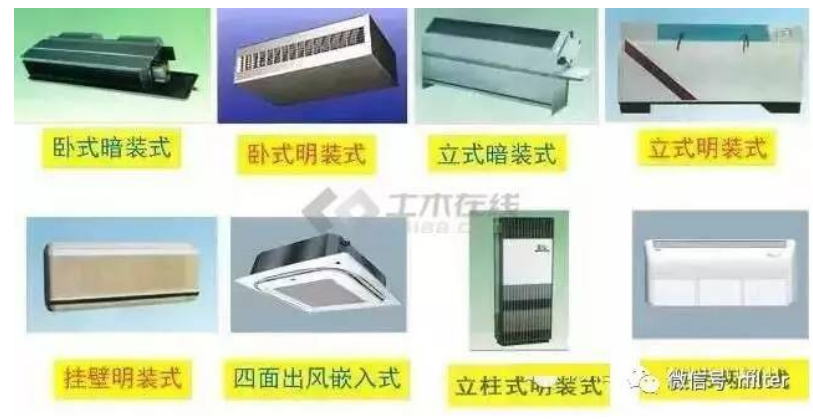 卧式暗装式
卧式明装式
立式暗装式
立式明装式
土木在线
挂壁明装式
四面出风嵌入式
立柱式明装式
微信号: nfilter